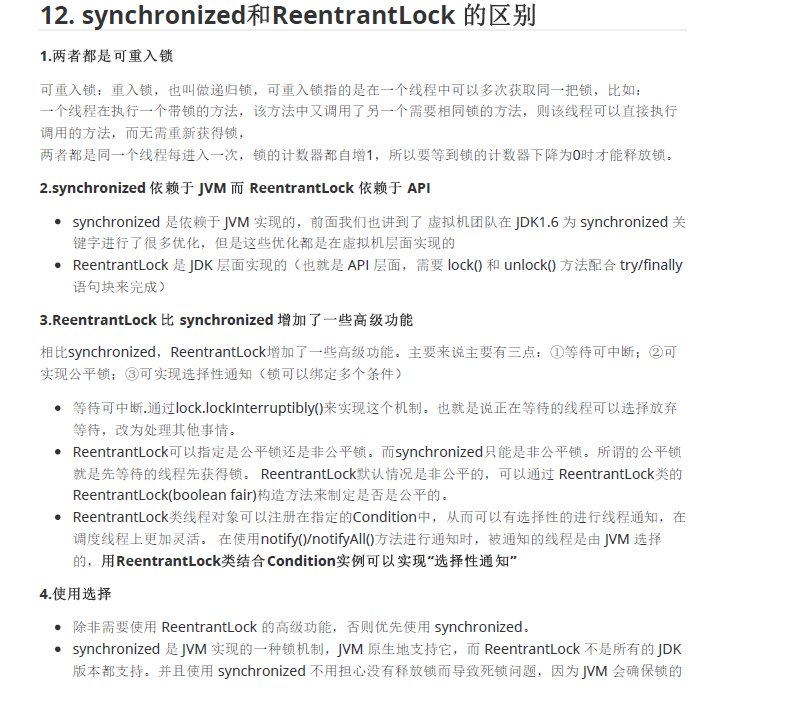 12. synchronized和ReentrantLock 的区别
1.两者都是可重入锁
可重入锁：重入锁，也叫做递归锁，可重入锁指的是在一个线程中可以多次获取同一把锁，比如：
一个线程在执行一个带锁的方法，该方法中又调用了另一个需要相同锁的方法，则该线程可以直接执行
调用的方法，而无需重新获得锁，
两者都是同一个线程每进入一次，锁的计数器都自增1，所以要等到锁的计数器下降为0时才能释放锁。
2.synchronized 依赖于 JVM 而 ReentrantLock 依赖于 API
• synchronized 是依赖于 JVM 实现的，前面我们也讲到了 虚拟机团队在 JDK1.6 为 synchronized 关
键字进行了很多优化，但是这些优化都是在虚拟机层面实现的
• ReentrantLock 是 JDK 层面实现的（也就是 API 层面，需要 lock() 和 unlock() 方法配合 try/finally
语句块来完成）
3.ReentrantLock 比 synchronized 增加了一些高级功能
相比synchronized，ReentrantLock增加了一些高级功能。主要来说主要有三点：①等待可中断；②可
实现公平锁；③可实现选择性通知（锁可以绑定多个条件）
• 等待可中断.通过lock.lockInterruptibly()来实现这个机制。也就是说正在等待的线程可以选择放弃
等待，改为处理其他事情。
• ReentrantLock可以指定是公平锁还是非公平锁。而synchronized只能是非公平锁。所谓的公平锁
就是先等待的线程先获得锁。 ReentrantLock默认情况是非公平的，可以通过 ReentrantLock类的
ReentrantLock(boolean fair)构造方法来制定是否是公平的。
• ReentrantLock类线程对象可以注册在指定的Condition中，从而可以有选择性的进行线程通知，在
调度线程上更加灵活。 在使用notify()/notifyAll()方法进行通知时，被通知的线程是由 JVM 选择
的，用ReentrantLock类结合Condition实例可以实现“选择性通知”
4.使用选择
• 除非需要使用 ReentrantLock 的高级功能，否则优先使用 synchronized。
• synchronized 是 JVM 实现的一种锁机制，JVM 原生地支持它，而 ReentrantLock 不是所有的 JDK
版本都支持。并且使用 synchronized 不用担心没有释放锁而导致死锁问题，因为 JVM 会确保锁的